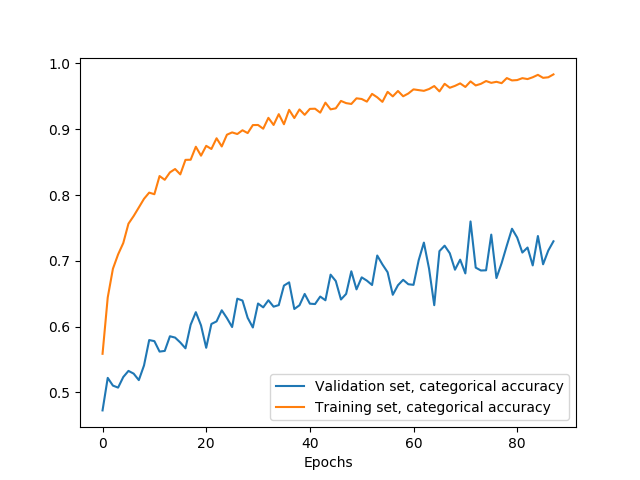 1.0
0.9
0.8
0.7
0.6
0.5
Validation set, categorical accuracy
Training set, categorical accuracy
0 20 40 60 80
Epochs